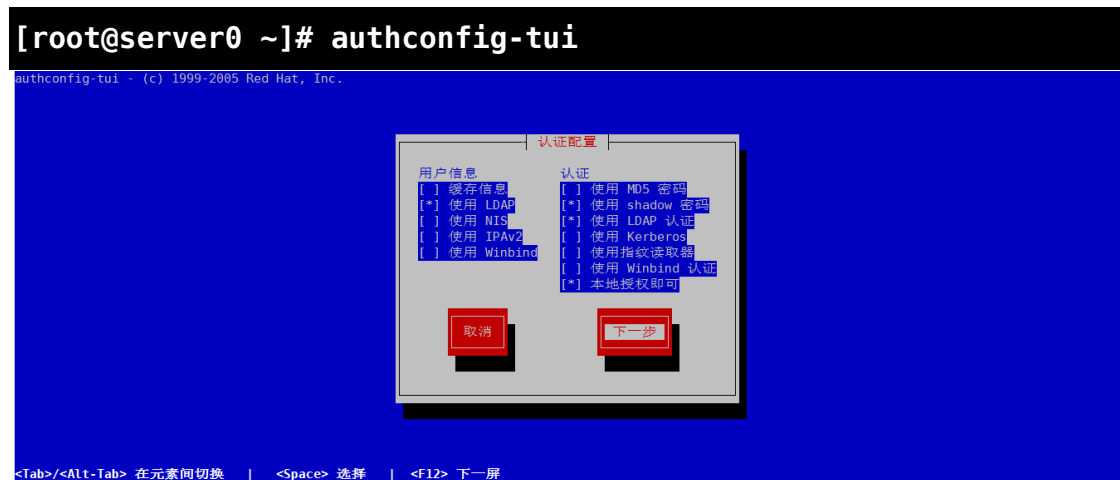 [root@server0 ~]# authconfig-tui
authconfig-tui - (c) 1999-2005 Red Hat, Inc.
认证配置
用户信息
[ ] 缓存信息
[*] 使用 LDAP
[ ] 使用 NIS
[ ] 使用 IPAv2
[ ] 使用 Winbind
认证
[ ] 使用 MD5 密码
[*] 使用 shadow 密码
[*] 使用 LDAP 认证
[ ] 使用 Kerberos
[ ] 使用指纹读取器
[ ] 使用 Winbind 认证
[*] 本地授权即可
取消
下一步
<Tab>/<Alt-Tab> 在元素间切换 | <Space> 选择 | <F12> 下一屏